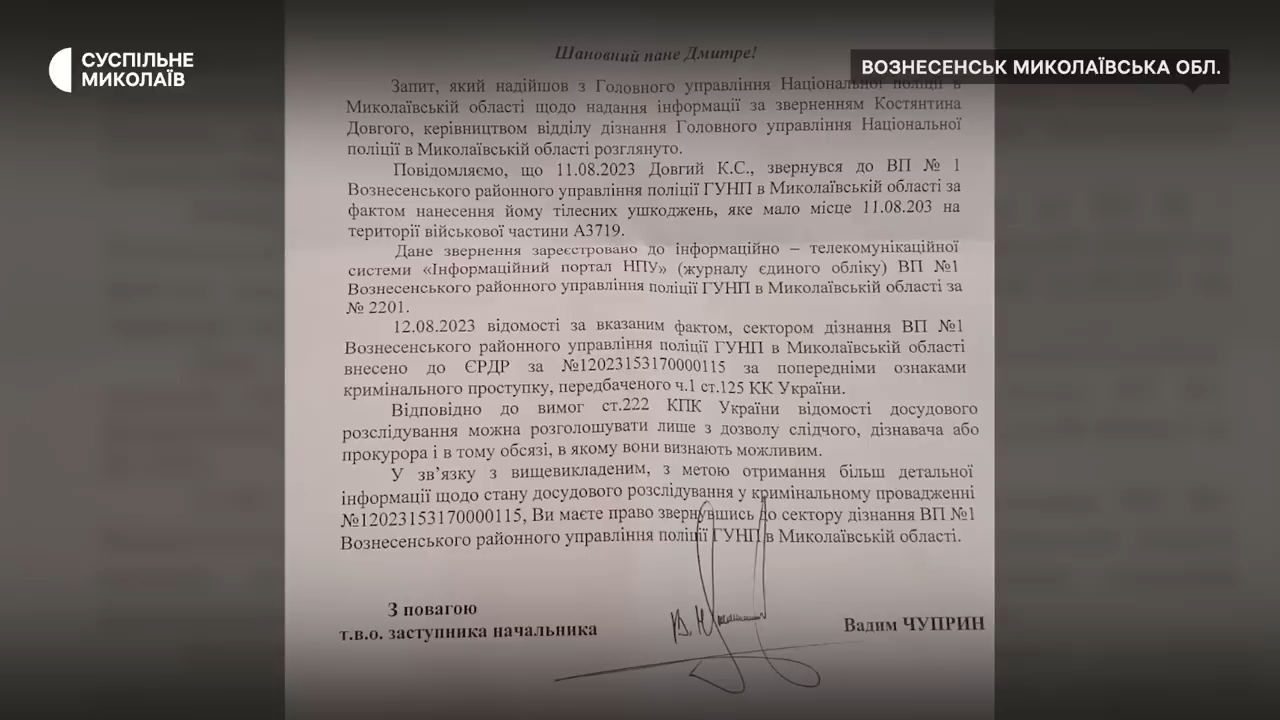 СУСПІЛЬНЕ
МИКОЛАЇВ
ВОЗНЕСЕНСЬК МИКОЛАЇВСЬКА ОБЛ.
Шановний пане Дмитре!
Запит, який надійшов з Головного управління Національної поліції в
Миколаївській області щодо надання інформації за зверненням Костянтина
Довгого, керівництвом відділу дізнання Головного управління Національної
поліції в Миколаївській області розглянуто.
Повідомляємо, що 11.08.2023 Довгий К.С., звернувся до ВП № 1
Вознесенського районного управління поліції ГУНП в Миколаївській області за
фактом нанесення йому тілесних ушкоджень, яке мало місце 11.08.203 на
території військової частини А3719.
Дане звернення зареєстровано до інформаційно – телекомунікаційної
системи «Інформаційний портал НПУ» (журналу єдиного обліку) ВП №1
Вознесенського районного управління поліції ГУНП в Миколаївській області за
№ 2201.
12.08.2023 відомості за вказаним фактом, сектором дізнання ВП №1
Вознесенського районного управління поліції ГУНП в Миколаївській області
внесено до ЄРДР за №12023153170000115 за попередніми ознаками
кримінального проступку, передбаченого ч.1 ст.125 КК України.
Відповідно до вимог ст.222 КПК України відомості досудового
розслідування можна розголошувати лише з дозволу слідчого, дізнавача або
прокурора і в тому обсязі, в якому вони визнають можливим.
У зв’язку з вищевикладеним, з метою отримання більш детальної
інформації щодо стану досудового розслідування у кримінальному провадженні
№12023153170000115, Ви маєте право звернувшись до сектору дізнання ВП №1
Вознесенського районного управління поліції ГУНП в Миколаївській області.
З повагою
т.в.о. заступника начальника
Вадим ЧУПРИН